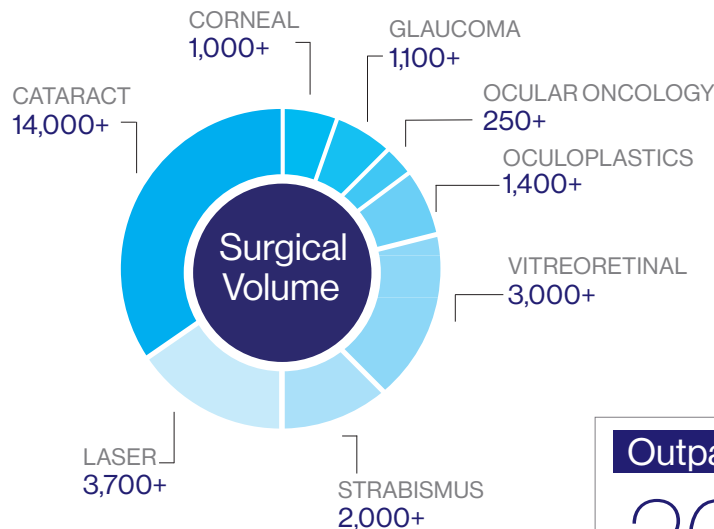 CORNEAL
1,000+
GLAUCOMA
1,100+
CATARACT
14,000+
OCULAR ONCOLOGY
250+
OCULOPLASTICS
1,400+
Surgical
Volume
VITREORETINAL
3,000+
LASER
3,700+
STRABISMUS
2,000+